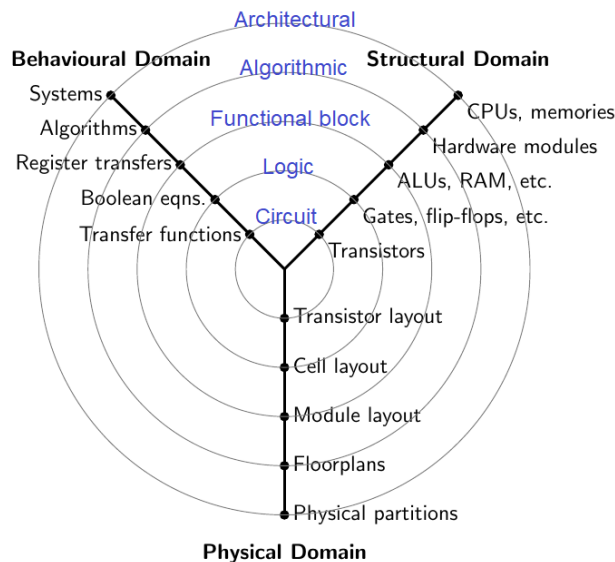 Architectural
Behavioural Domain
Structural Domain
Algorithmic
Systems
CPUs, memories
Algorithms
Functional block
Hardware modules
Register transfers
Logic
ALUs, RAM, etc.
Boolean eqns.
Circuit
Gates, flip-flops, etc.
Transfer functions
Transistors
Transistor layout
Cell layout
Module layout
Floorplans
Physical partitions
Physical Domain